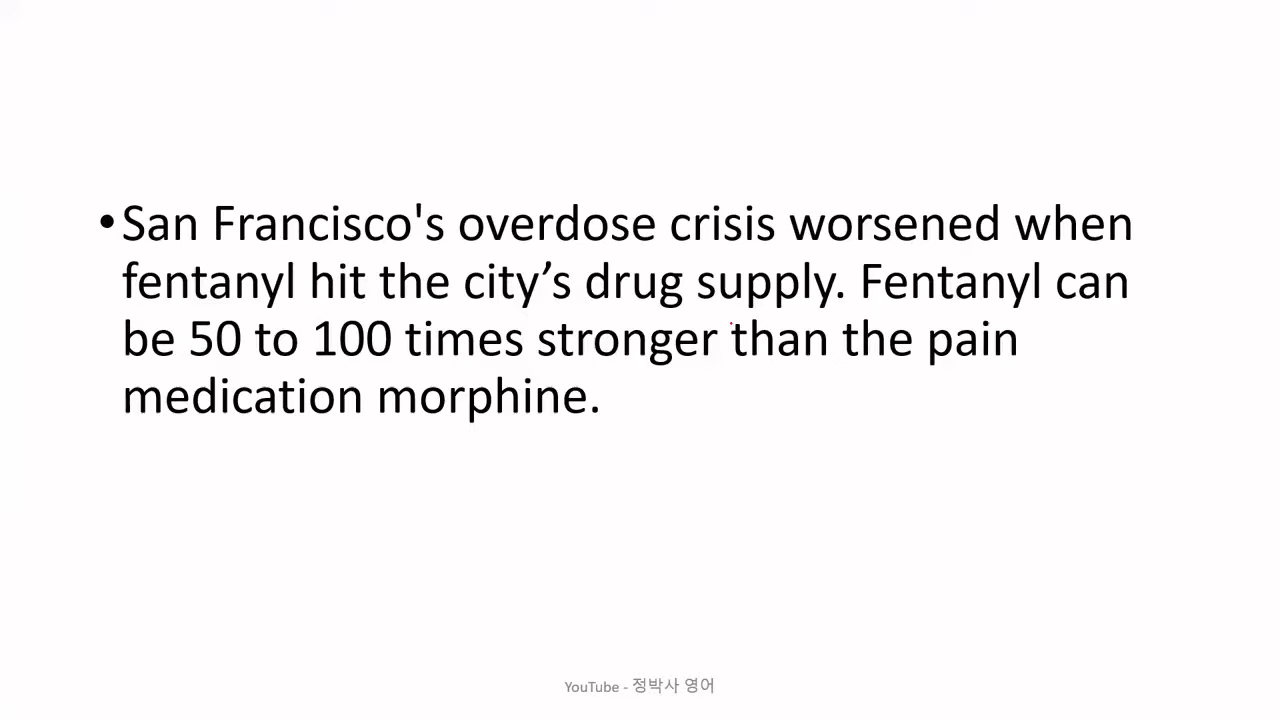 •San Francisco's overdose crisis worsened when
fentanyl hit the city’s drug supply. Fentanyl can
be 50 to 100 times stronger than the pain
medication morphine.
YouTube - 정박사 영어